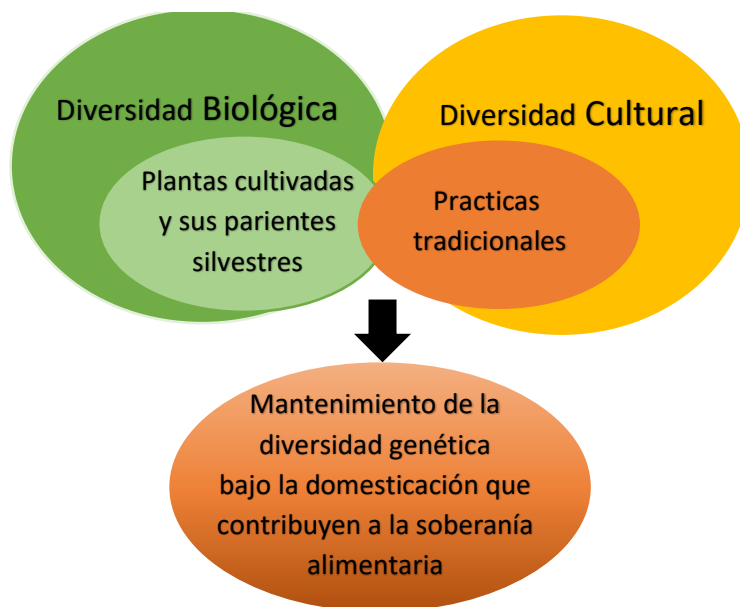 Diversidad Biológica
Diversidad Cultural
Plantas cultivadas
y sus parientes
silvestres
Practicas
tradicionales
Mantenimiento de la
diversidad genética
bajo la domesticación que
contribuyen a la soberanía
alimentaria